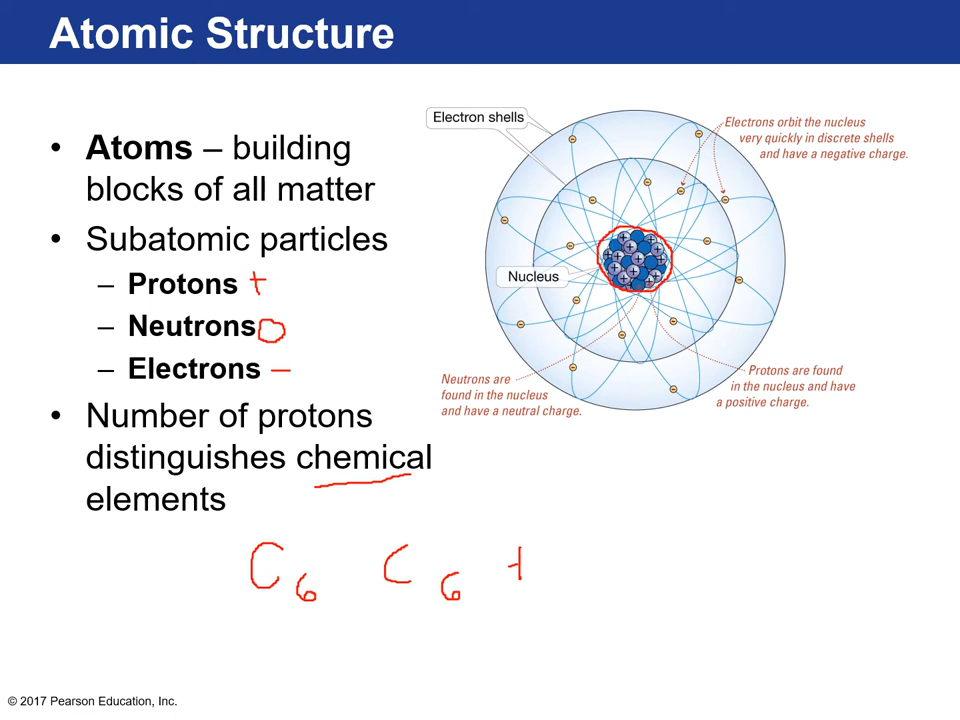 Atomic Structure
• Atoms – building
blocks of all matter
• Subatomic particles
– Protons +
– Neutrons O
– Electrons –
• Number of protons
distinguishes chemical
elements
Electron shells
Electrons orbit the nucleus
very quickly in discrete shells
and have a negative charge.
Nucleus
Neutrons are
found in the nucleus
and have a neutral charge.
Protons are found
in the nucleus and have
a positive charge.
C6 C6 +
© 2017 Pearson Education, Inc.